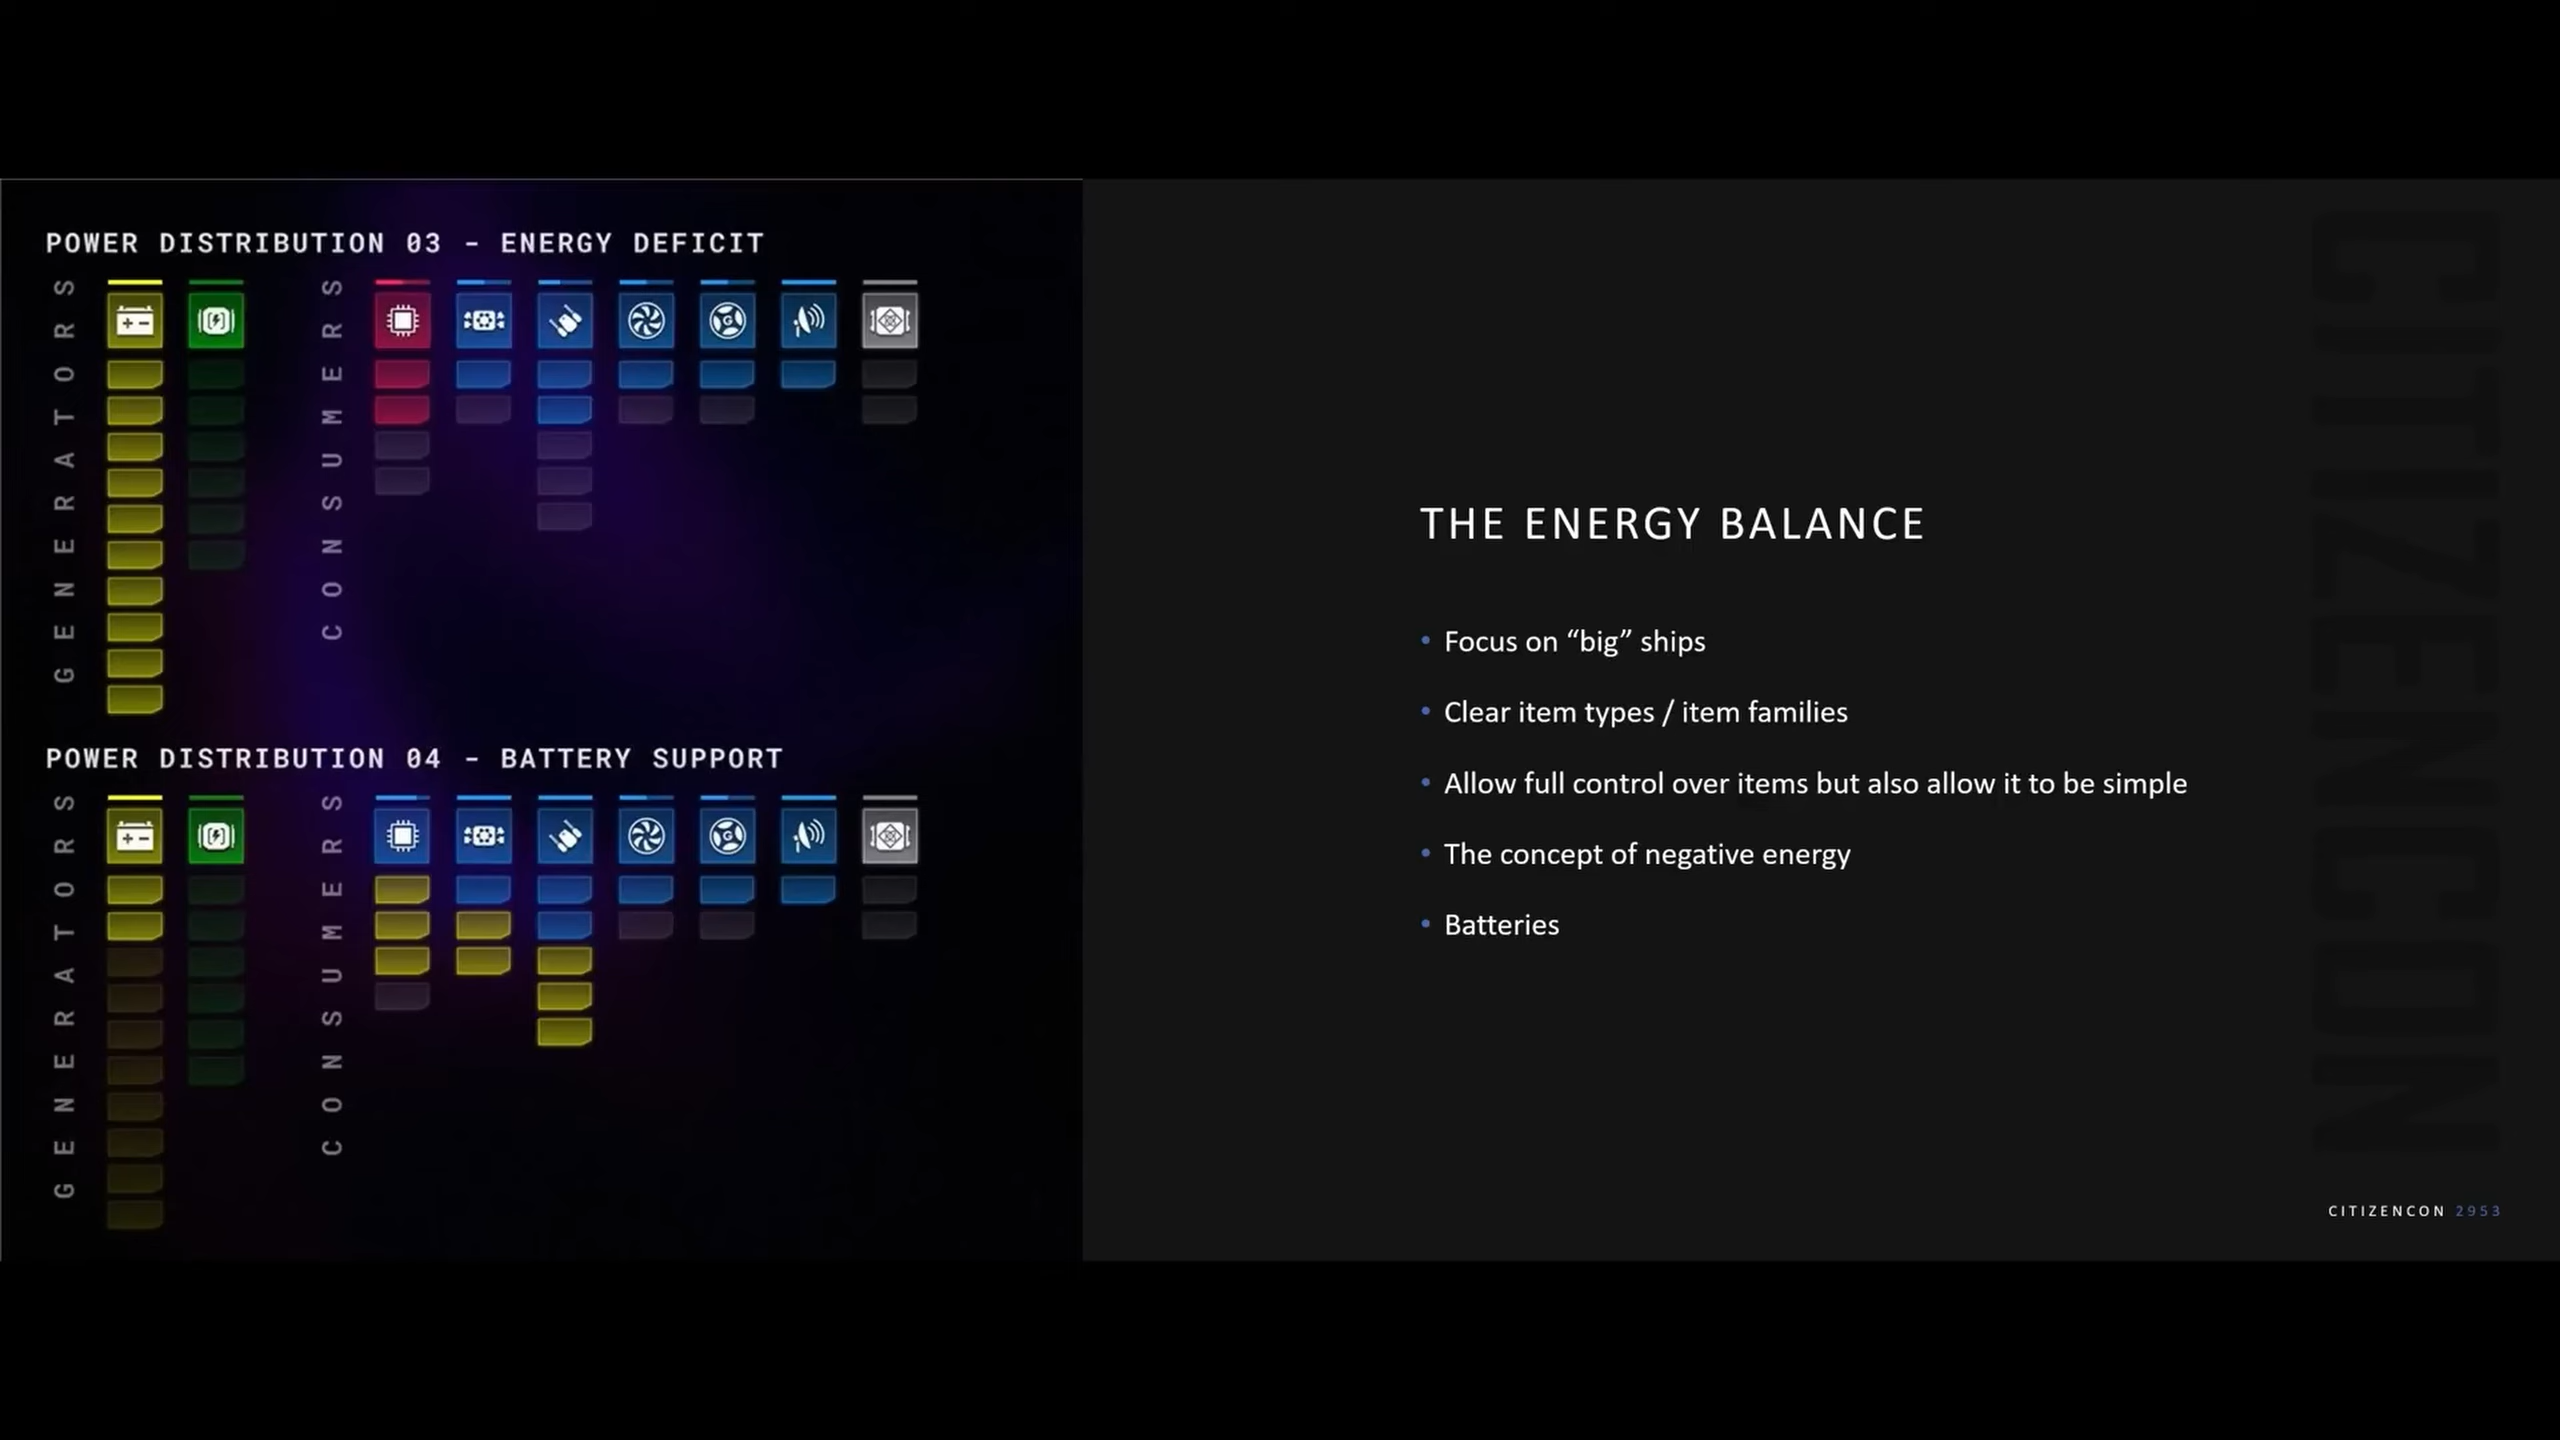 POWER DISTRIBUTION 03 - ENERGY DEFICIT
GENERATORS
CONSUMERS
G
POWER DISTRIBUTION 04 - BATTERY SUPPORT
GENERATORS
CONSUMERS
G
THE ENERGY BALANCE
• Focus on “big” ships
• Clear item types / item families
• Allow full control over items but also allow it to be simple
• The concept of negative energy
• Batteries
CITIZENCON
CITIZENCON 2953